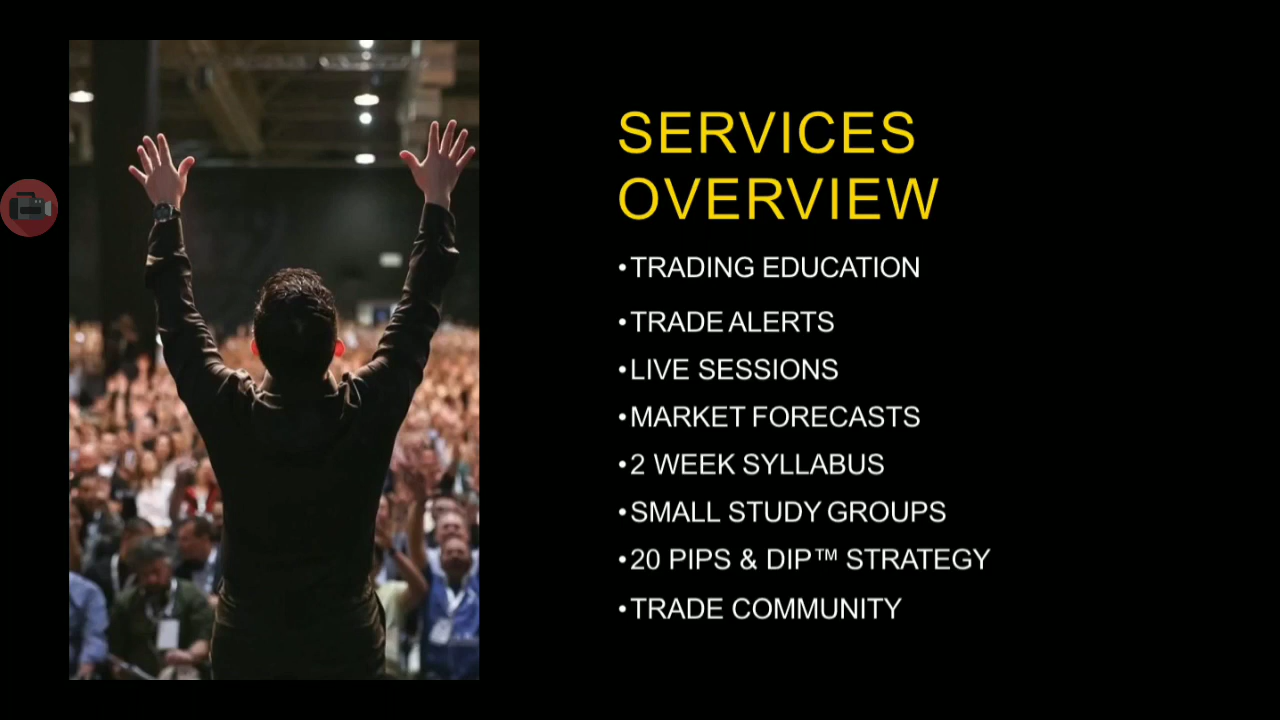 SERVICES
OVERVIEW
•TRADING EDUCATION
•TRADE ALERTS
•LIVE SESSIONS
•MARKET FORECASTS
•2 WEEK SYLLABUS
•SMALL STUDY GROUPS
•20 PIPS & DIP™ STRATEGY
•TRADE COMMUNITY